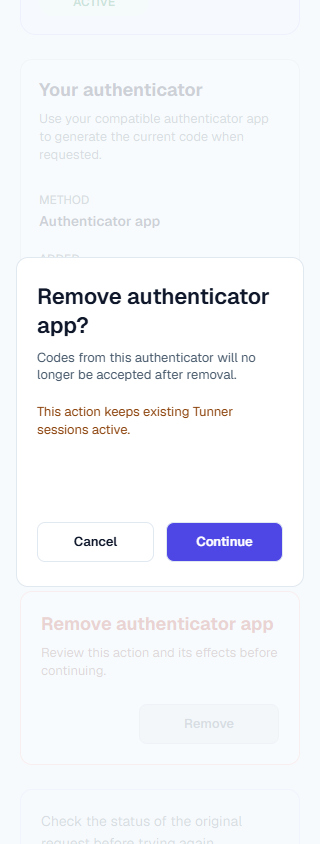 ACTIVE
Your authenticator
Use your compatible authenticator app
to generate the current code when
requested.
METHOD
Authenticator app
ADDED
Remove authenticator
app?
Codes from this authenticator will no
longer be accepted after removal.
This action keeps existing Tunner
sessions active.
Cancel
Continue
Remove authenticator app
Review this action and its effects before
continuing.
Remove
Check the status of the original
request before trying again